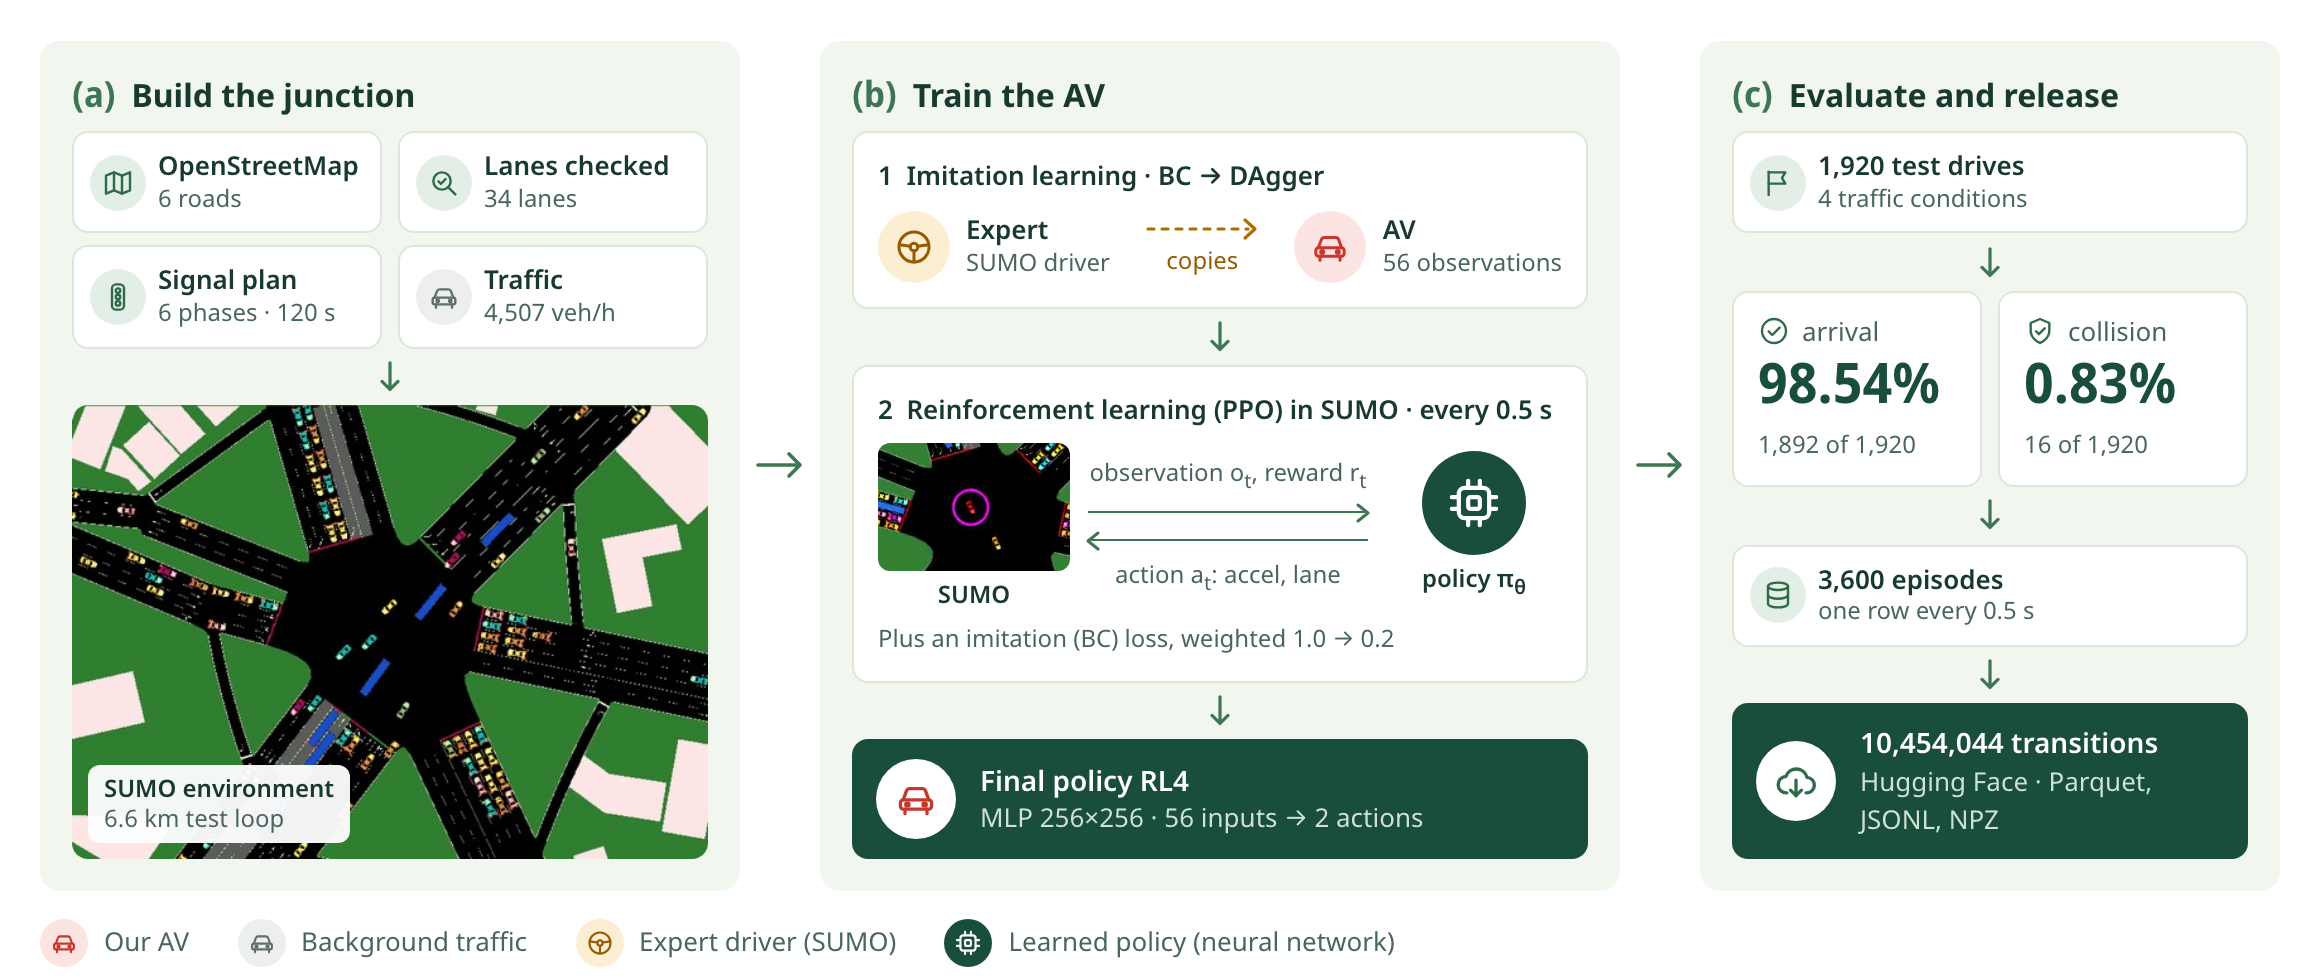 (a) Build the junction
OpenStreetMap
6 roads
Lanes checked
34 lanes
Signal plan
6 phases · 120 s
Traffic
4,507 veh/h
SUMO environment
6.6 km test loop
(b) Train the AV
1 Imitation learning · BC → DAgger
Expert
SUMO driver
copies
AV
56 observations
2 Reinforcement learning (PPO) in SUMO · every 0.5 s
observation oₜ, reward rₜ
action aₜ: accel, lane
SUMO
policy π_θ
Plus an imitation (BC) loss, weighted 1.0 → 0.2
Final policy RL4
MLP 256×256 · 56 inputs → 2 actions
(c) Evaluate and release
1,920 test drives
4 traffic conditions
arrival
98.54%
1,892 of 1,920
collision
0.83%
16 of 1,920
3,600 episodes
one row every 0.5 s
10,454,044 transitions
Hugging Face · Parquet,
JSONL, NPZ
Our AV
Background traffic
Expert driver (SUMO)
Learned policy (neural network)